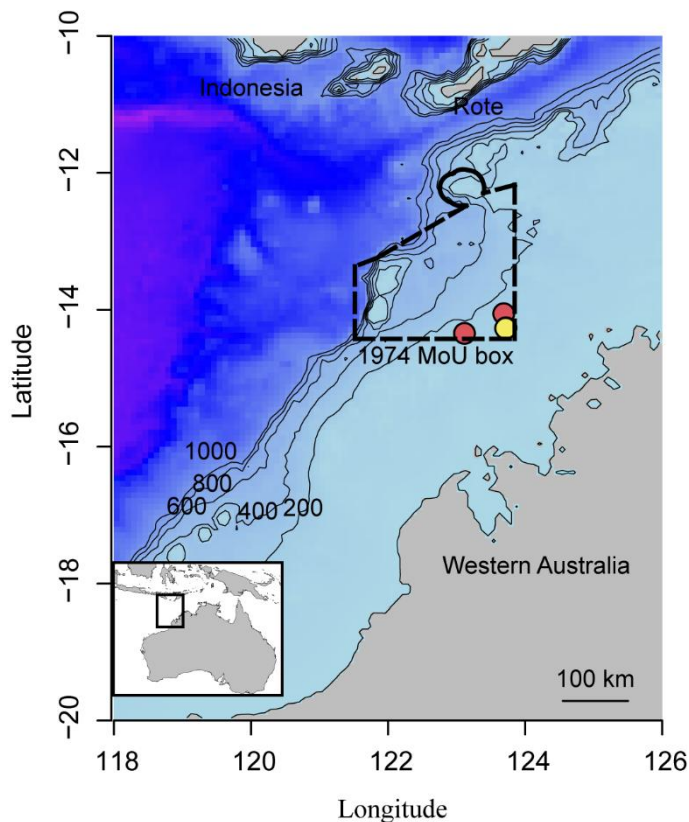 −10
Indonesia
Rote
−12
−14
1974 MoU box
Latitude
−16
1000
800
600
400
200
Western Australia
−18
100 km
−20
118
120
122
124
126
Longitude